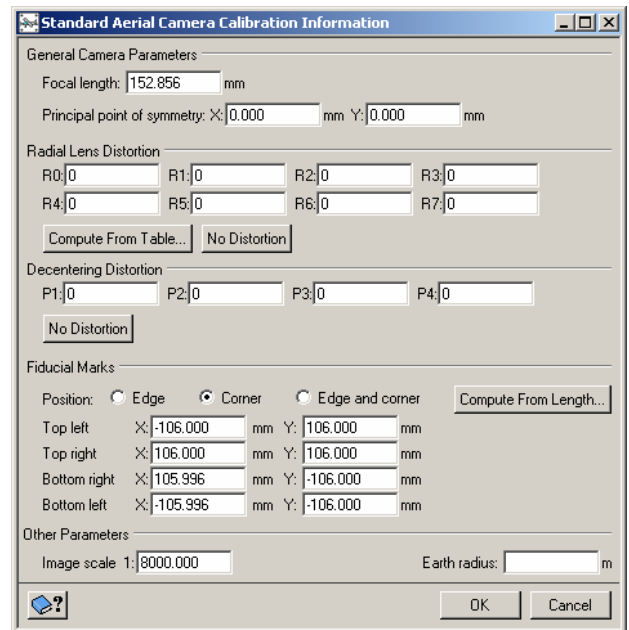 Standard Aerial Camera Calibration Information
General Camera Parameters
Focal length: 152.856 mm
Principal point of symmetry: X: 0.000 mm Y: 0.000 mm
Radial Lens Distortion
R0: 0 R1: 0 R2: 0 R3: 0
R4: 0 R5: 0 R6: 0 R7: 0
Compute From Table... No Distortion
Decentering Distortion
P1: 0 P2: 0 P3: 0 P4: 0
No Distortion
Fiducial Marks
Position: Edge Corner Edge and corner Compute From Length...
Top left X: -106.000 mm Y: 106.000 mm
Top right X: 106.000 mm Y: 106.000 mm
Bottom right X: 105.996 mm Y: -106.000 mm
Bottom left X: -105.996 mm Y: -106.000 mm
Other Parameters
Image scale 1: 8000.000 Earth radius: m
? OK Cancel